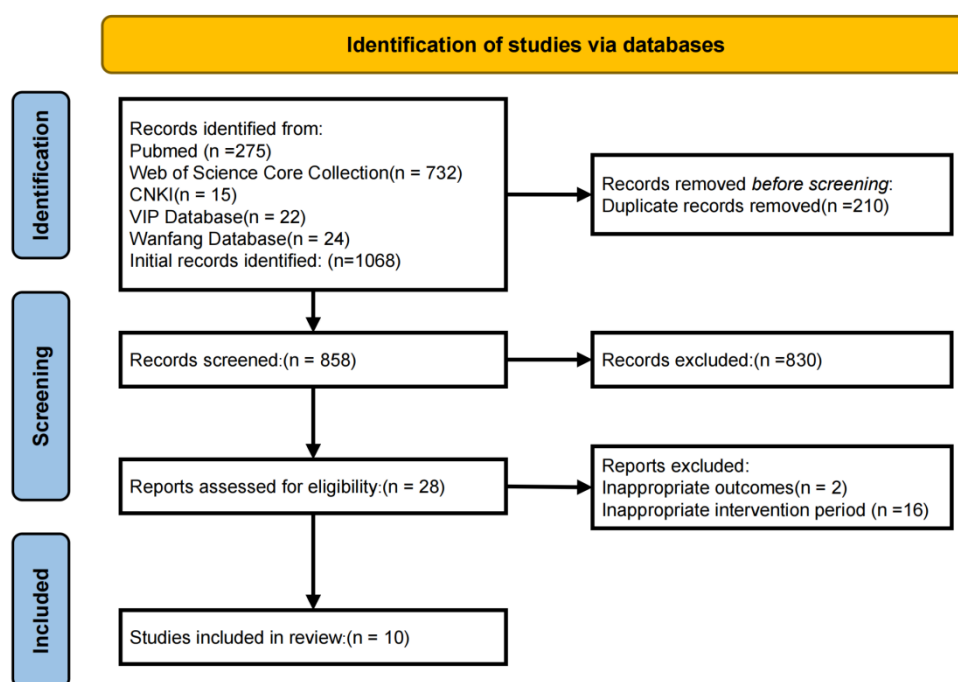 Identification of studies via databases
Identification
Records identified from:
Pubmed (n =275)
Web of Science Core Collection(n = 732)
CNKI(n = 15)
VIP Database(n = 22)
Wanfang Database(n = 24)
Initial records identified: (n=1068)
Records removed before screening:
Duplicate records removed(n =210)
Screening
Records screened:(n = 858)
Records excluded:(n =830)
Reports assessed for eligibility:(n = 28)
Reports excluded:
Inappropriate outcomes(n = 2)
Inappropriate intervention period (n =16)
Included
Studies included in review:(n = 10)